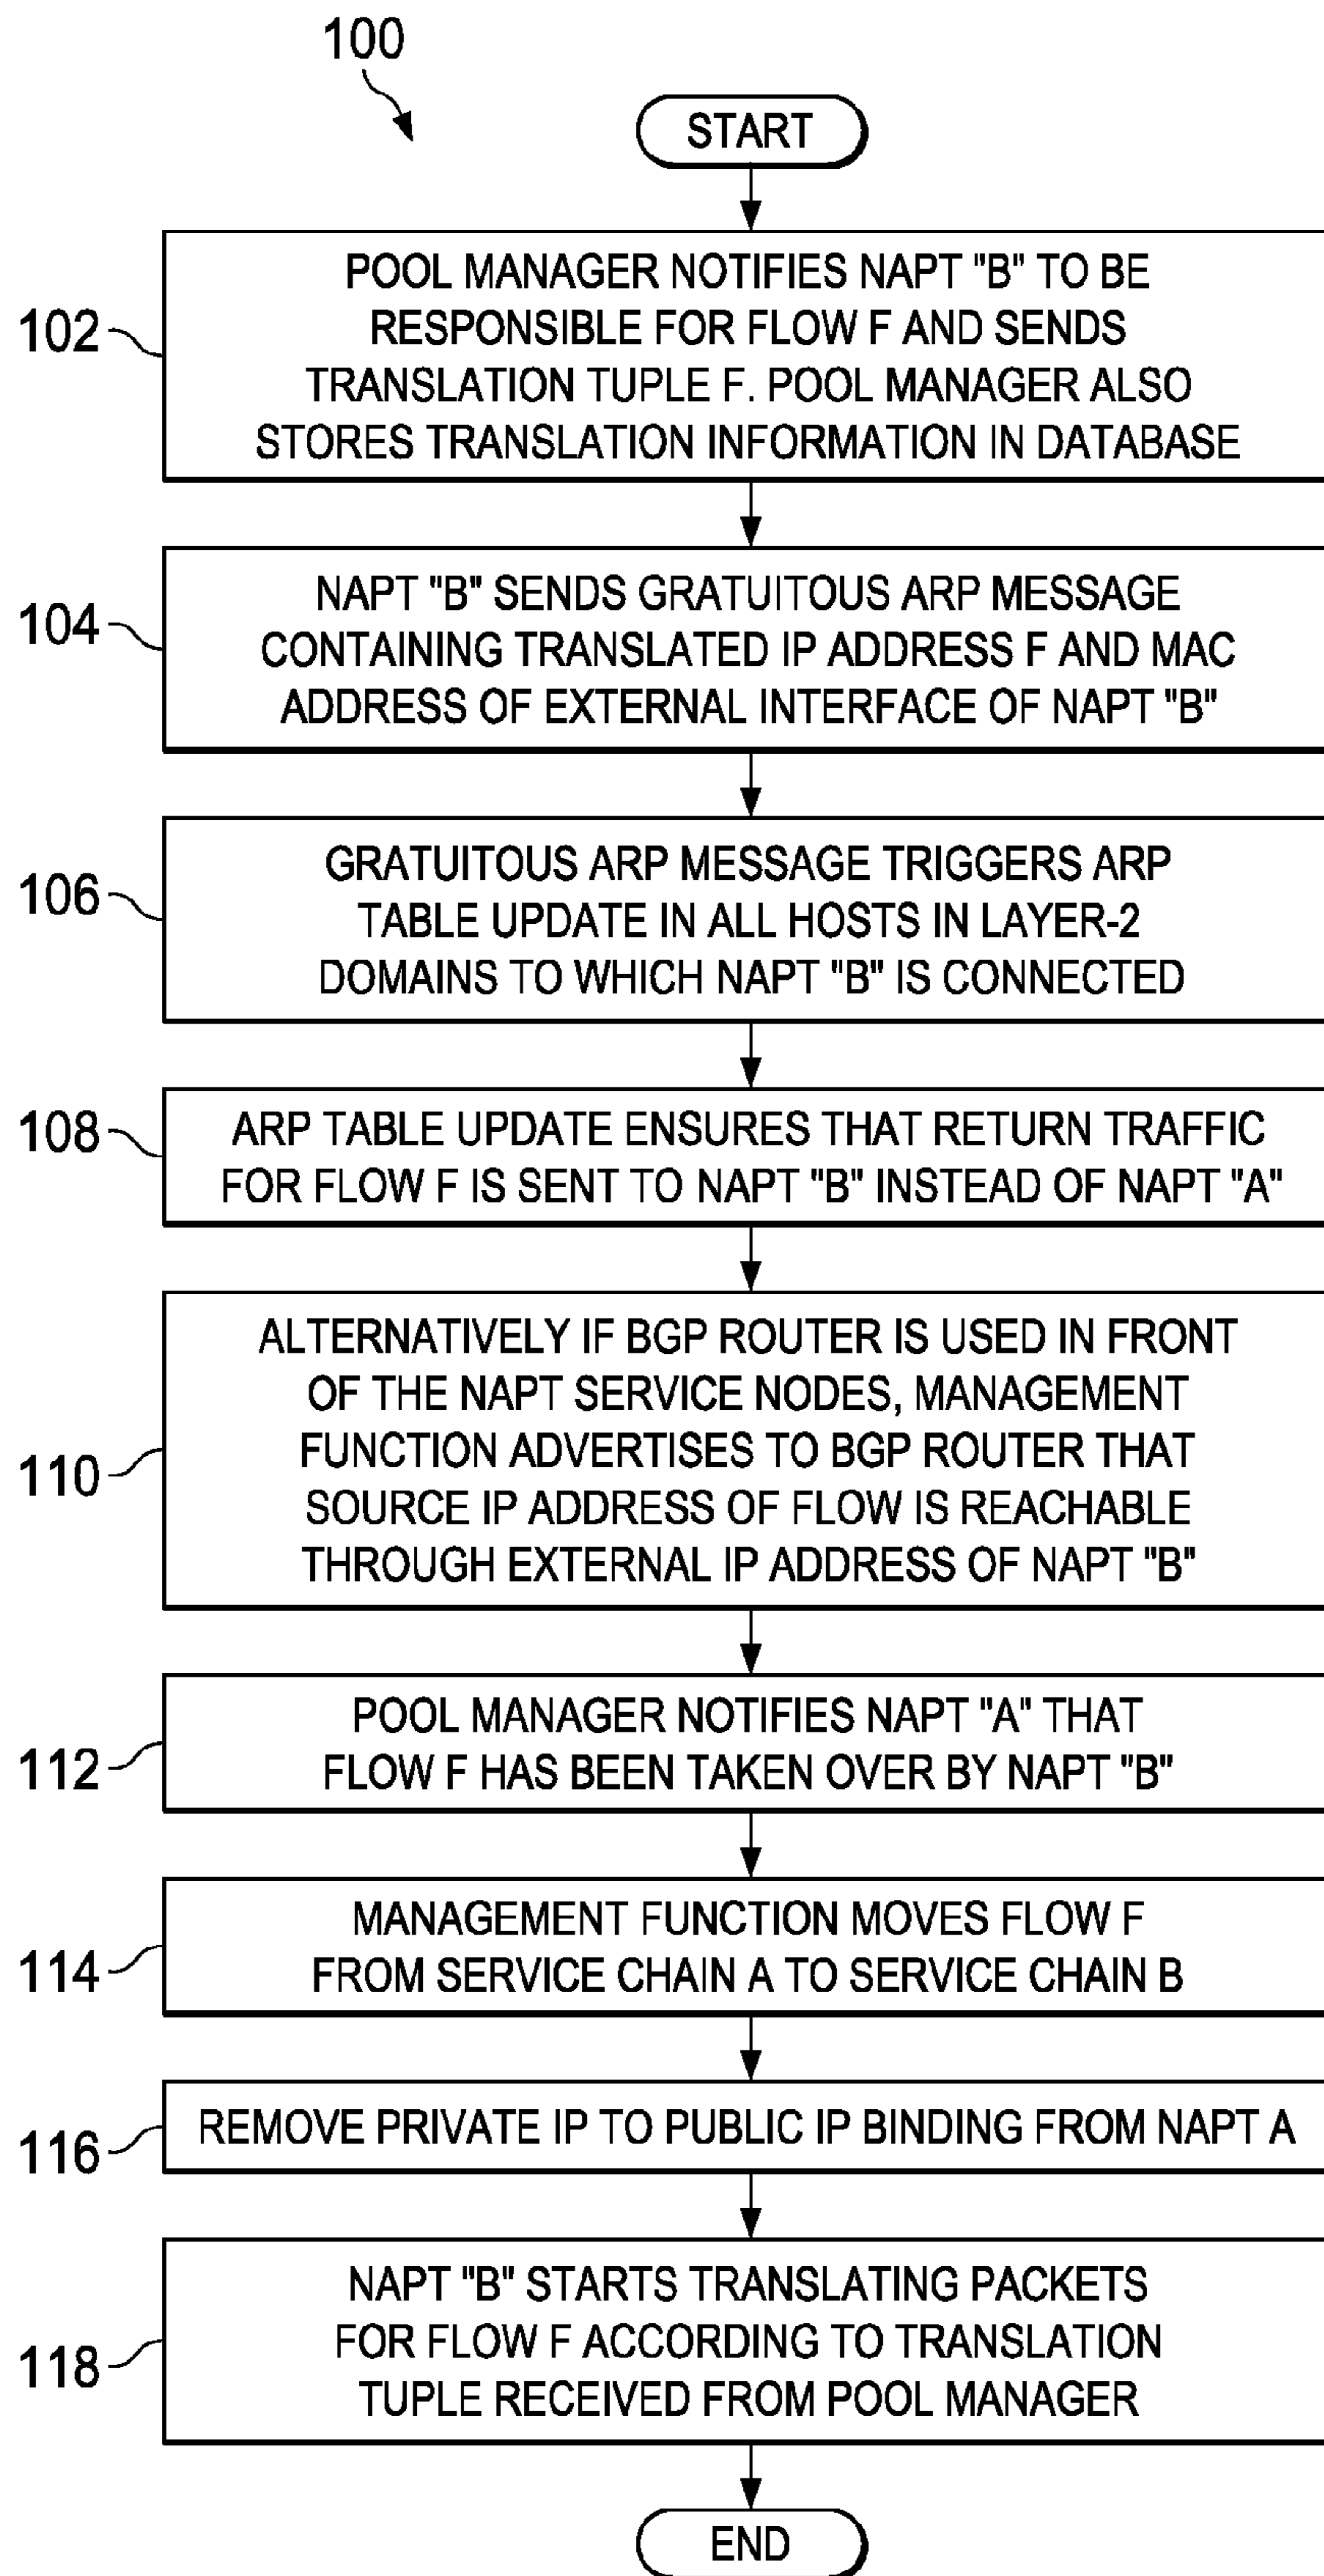 100
START
102
POOL MANAGER NOTIFIES NAPT "B" TO BE
RESPONSIBLE FOR FLOW F AND SENDS
TRANSLATION TUPLE F. POOL MANAGER ALSO
STORES TRANSLATION INFORMATION IN DATABASE
104
NAPT "B" SENDS GRATUITOUS ARP MESSAGE
CONTAINING TRANSLATED IP ADDRESS F AND MAC
ADDRESS OF EXTERNAL INTERFACE OF NAPT "B"
106
GRATUITOUS ARP MESSAGE TRIGGERS ARP
TABLE UPDATE IN ALL HOSTS IN LAYER-2
DOMAINS TO WHICH NAPT "B" IS CONNECTED
108
ARP TABLE UPDATE ENSURES THAT RETURN TRAFFIC
FOR FLOW F IS SENT TO NAPT "B" INSTEAD OF NAPT "A"
110
ALTERNATIVELY IF BGP ROUTER IS USED IN FRONT
OF THE NAPT SERVICE NODES, MANAGEMENT
FUNCTION ADVERTISES TO BGP ROUTER THAT
SOURCE IP ADDRESS OF FLOW IS REACHABLE
THROUGH EXTERNAL IP ADDRESS OF NAPT "B"
112
POOL MANAGER NOTIFIES NAPT "A" THAT
FLOW F HAS BEEN TAKEN OVER BY NAPT "B"
114
MANAGEMENT FUNCTION MOVES FLOW F
FROM SERVICE CHAIN A TO SERVICE CHAIN B
116
REMOVE PRIVATE IP TO PUBLIC IP BINDING FROM NAPT A
118
NAPT "B" STARTS TRANSLATING PACKETS
FOR FLOW F ACCORDING TO TRANSLATION
TUPLE RECEIVED FROM POOL MANAGER
END